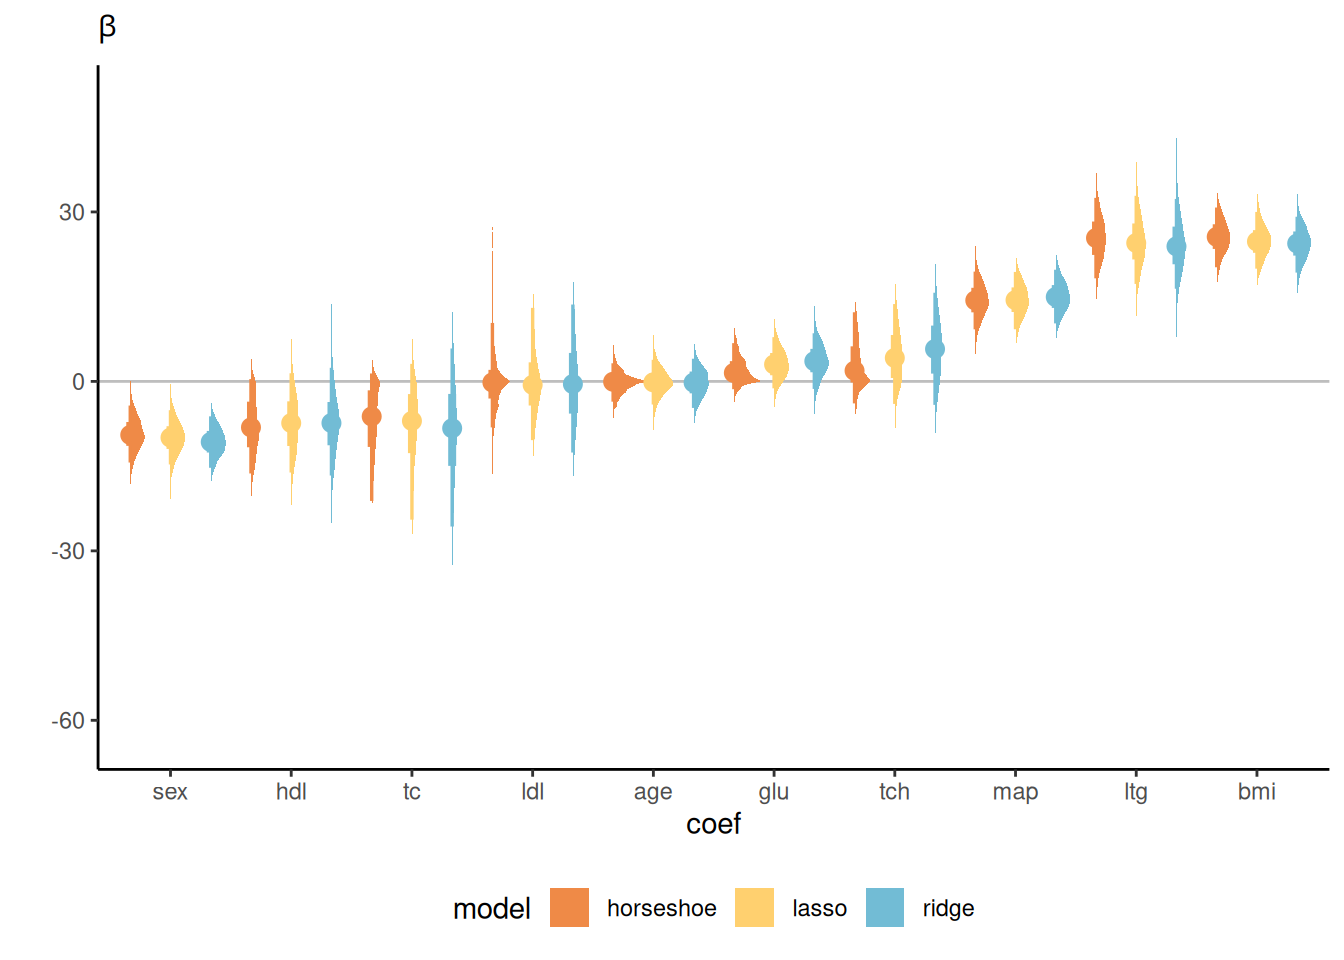 β
30
0
-30
-60
sex hdl tc ldl age glu tch map ltg bmi
coef
model horseshoe lasso ridge